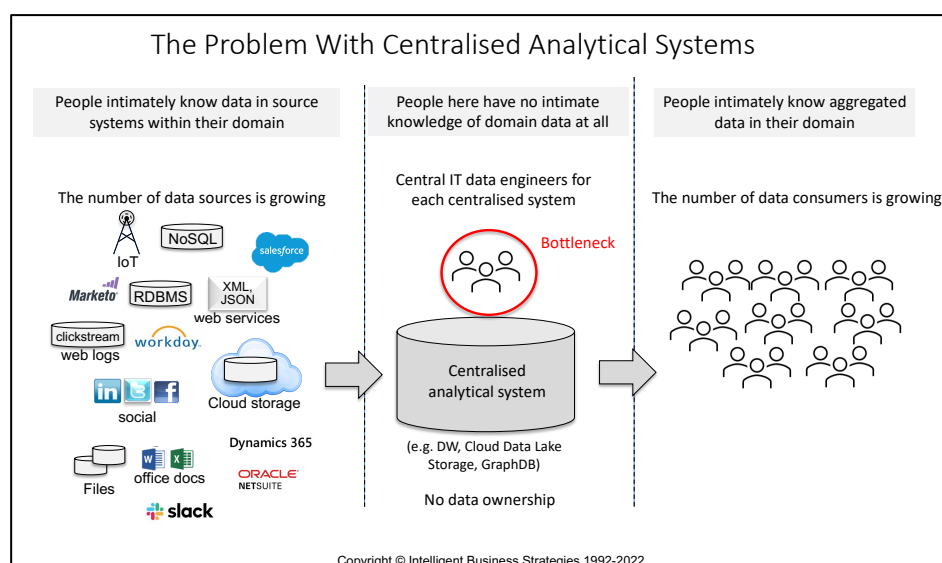 The Problem With Centralised Analytical Systems
People intimately know data in source
systems within their domain
The number of data sources is growing
IoT
NoSQL
salesforce
Marketo
RDBMS
XML,
JSON
web services
clickstream
web logs
workday
in
f
social
Cloud storage
Files
W
X
office docs
Dynamics 365
ORACLE
NETSUITE
slack
People here have no intimate
knowledge of domain data at all
Central IT data engineers for
each centralised system
Bottleneck
Centralised
analytical system
(e.g. DW, Cloud Data Lake
Storage, GraphDB)
No data ownership
People intimately know aggregated
data in their domain
The number of data consumers is growing
Copyright © Intelligent Business Strategies 1992-2022